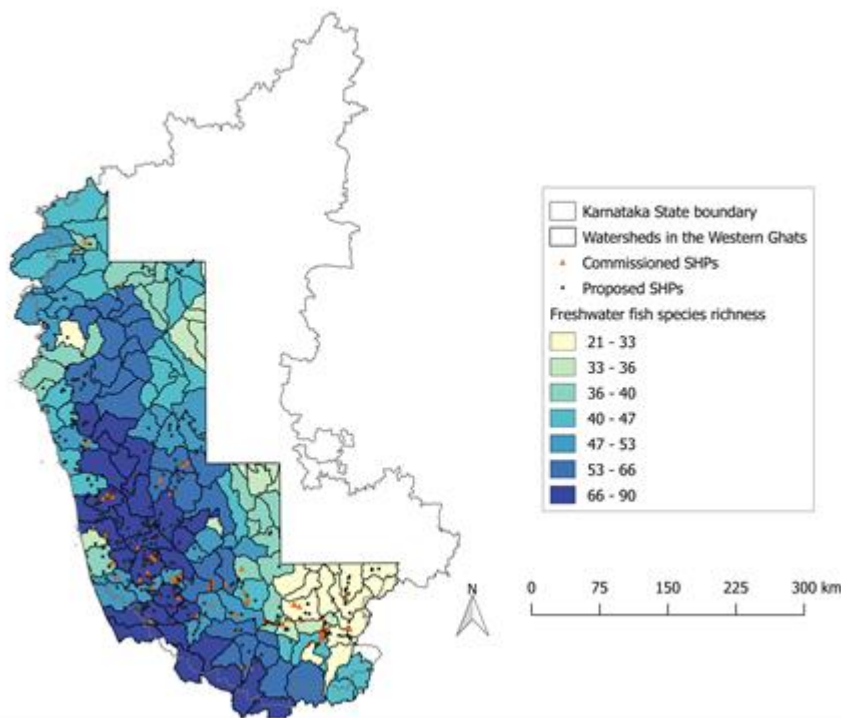 Karnataka State boundary
Watersheds in the Western Ghats
Commissioned SHPs
Proposed SHPs
Freshwater fish species richness
21 - 33
33 - 36
36 - 40
40 - 47
47 - 53
53 - 66
66 - 90
N
0 75 150 225 300 km